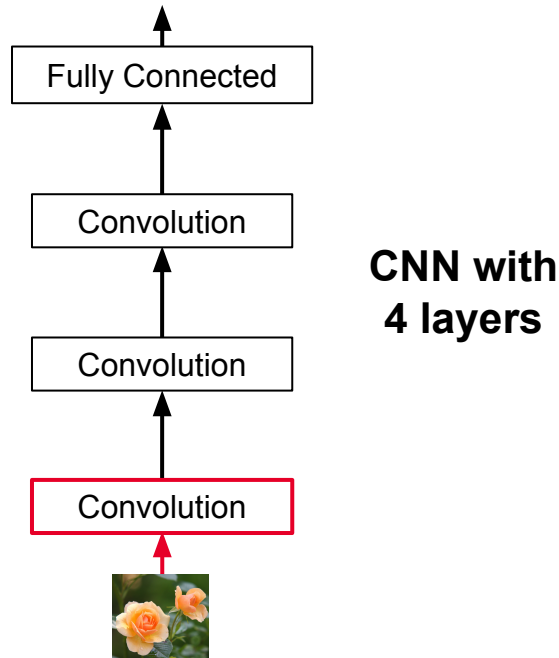 Fully Connected
Convolution
CNN with
4 layers
Convolution
Convolution